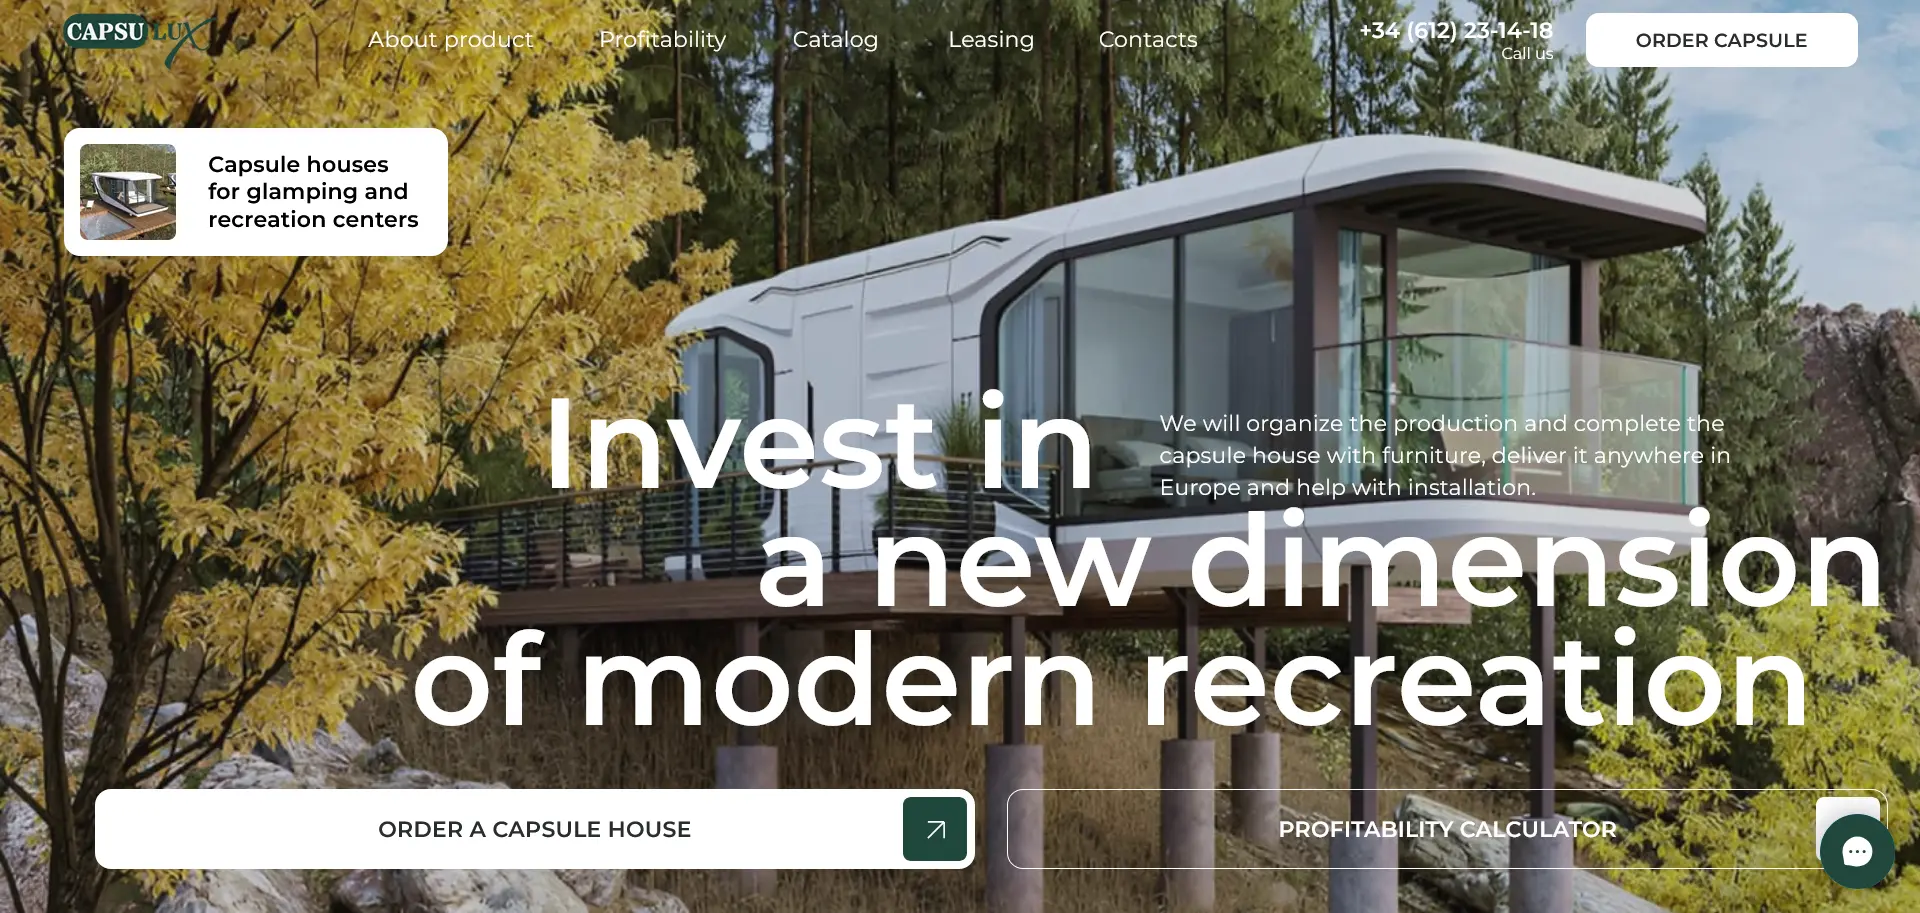 CAPSULUX
About product
Profitability
Catalog
Leasing
Contacts
+34 (612) 23-14-18
Call us
ORDER CAPSULE
Capsule houses
for glamping and
recreation centers
Invest in
We will organize the production and complete the
capsule house with furniture, deliver it anywhere in
Europe and help with installation.
a new dimension
of modern recreation
ORDER A CAPSULE HOUSE
PROFITABILITY CALCULATOR